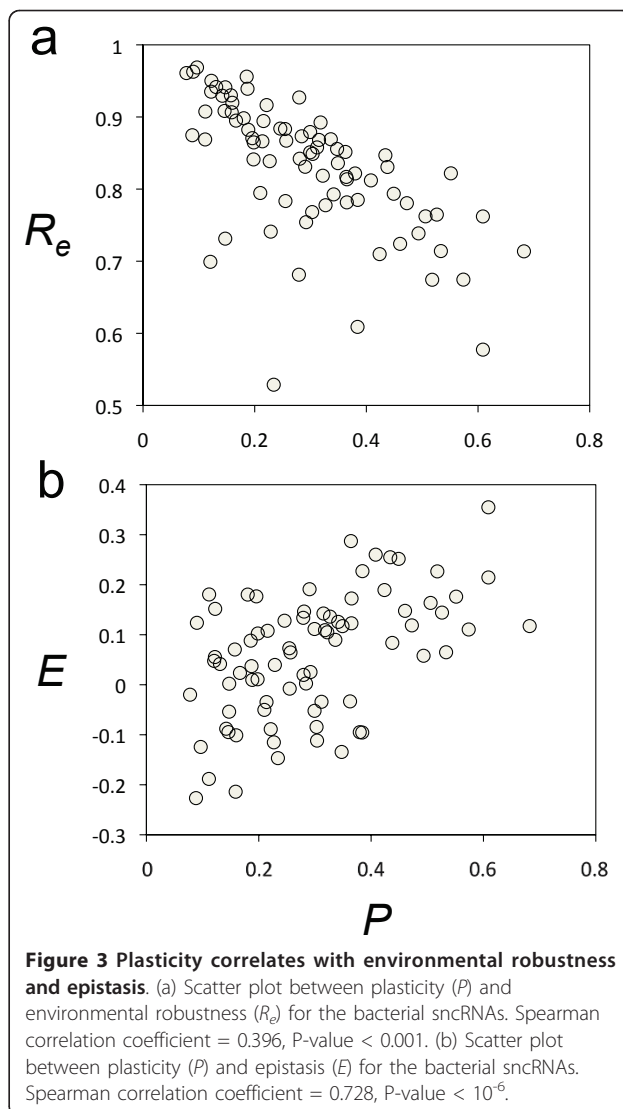 a
1
0.9
0.8
R_e
0.7
0.6
0.5
0 0.2 0.4 0.6 0.8
b
0.4
0.3
0.2
0.1
E
0
-0.1
-0.2
-0.3
0 0.2 0.4 0.6 0.8
P
Figure 3 Plasticity correlates with environmental robustness
and epistasis. (a) Scatter plot between plasticity (P) and
environmental robustness (Re) for the bacterial sncRNAs. Spearman
correlation coefficient = 0.396, P-value < 0.001. (b) Scatter plot
between plasticity (P) and epistasis (E) for the bacterial sncRNAs.
Spearman correlation coefficient = 0.728, P-value < 10-6.